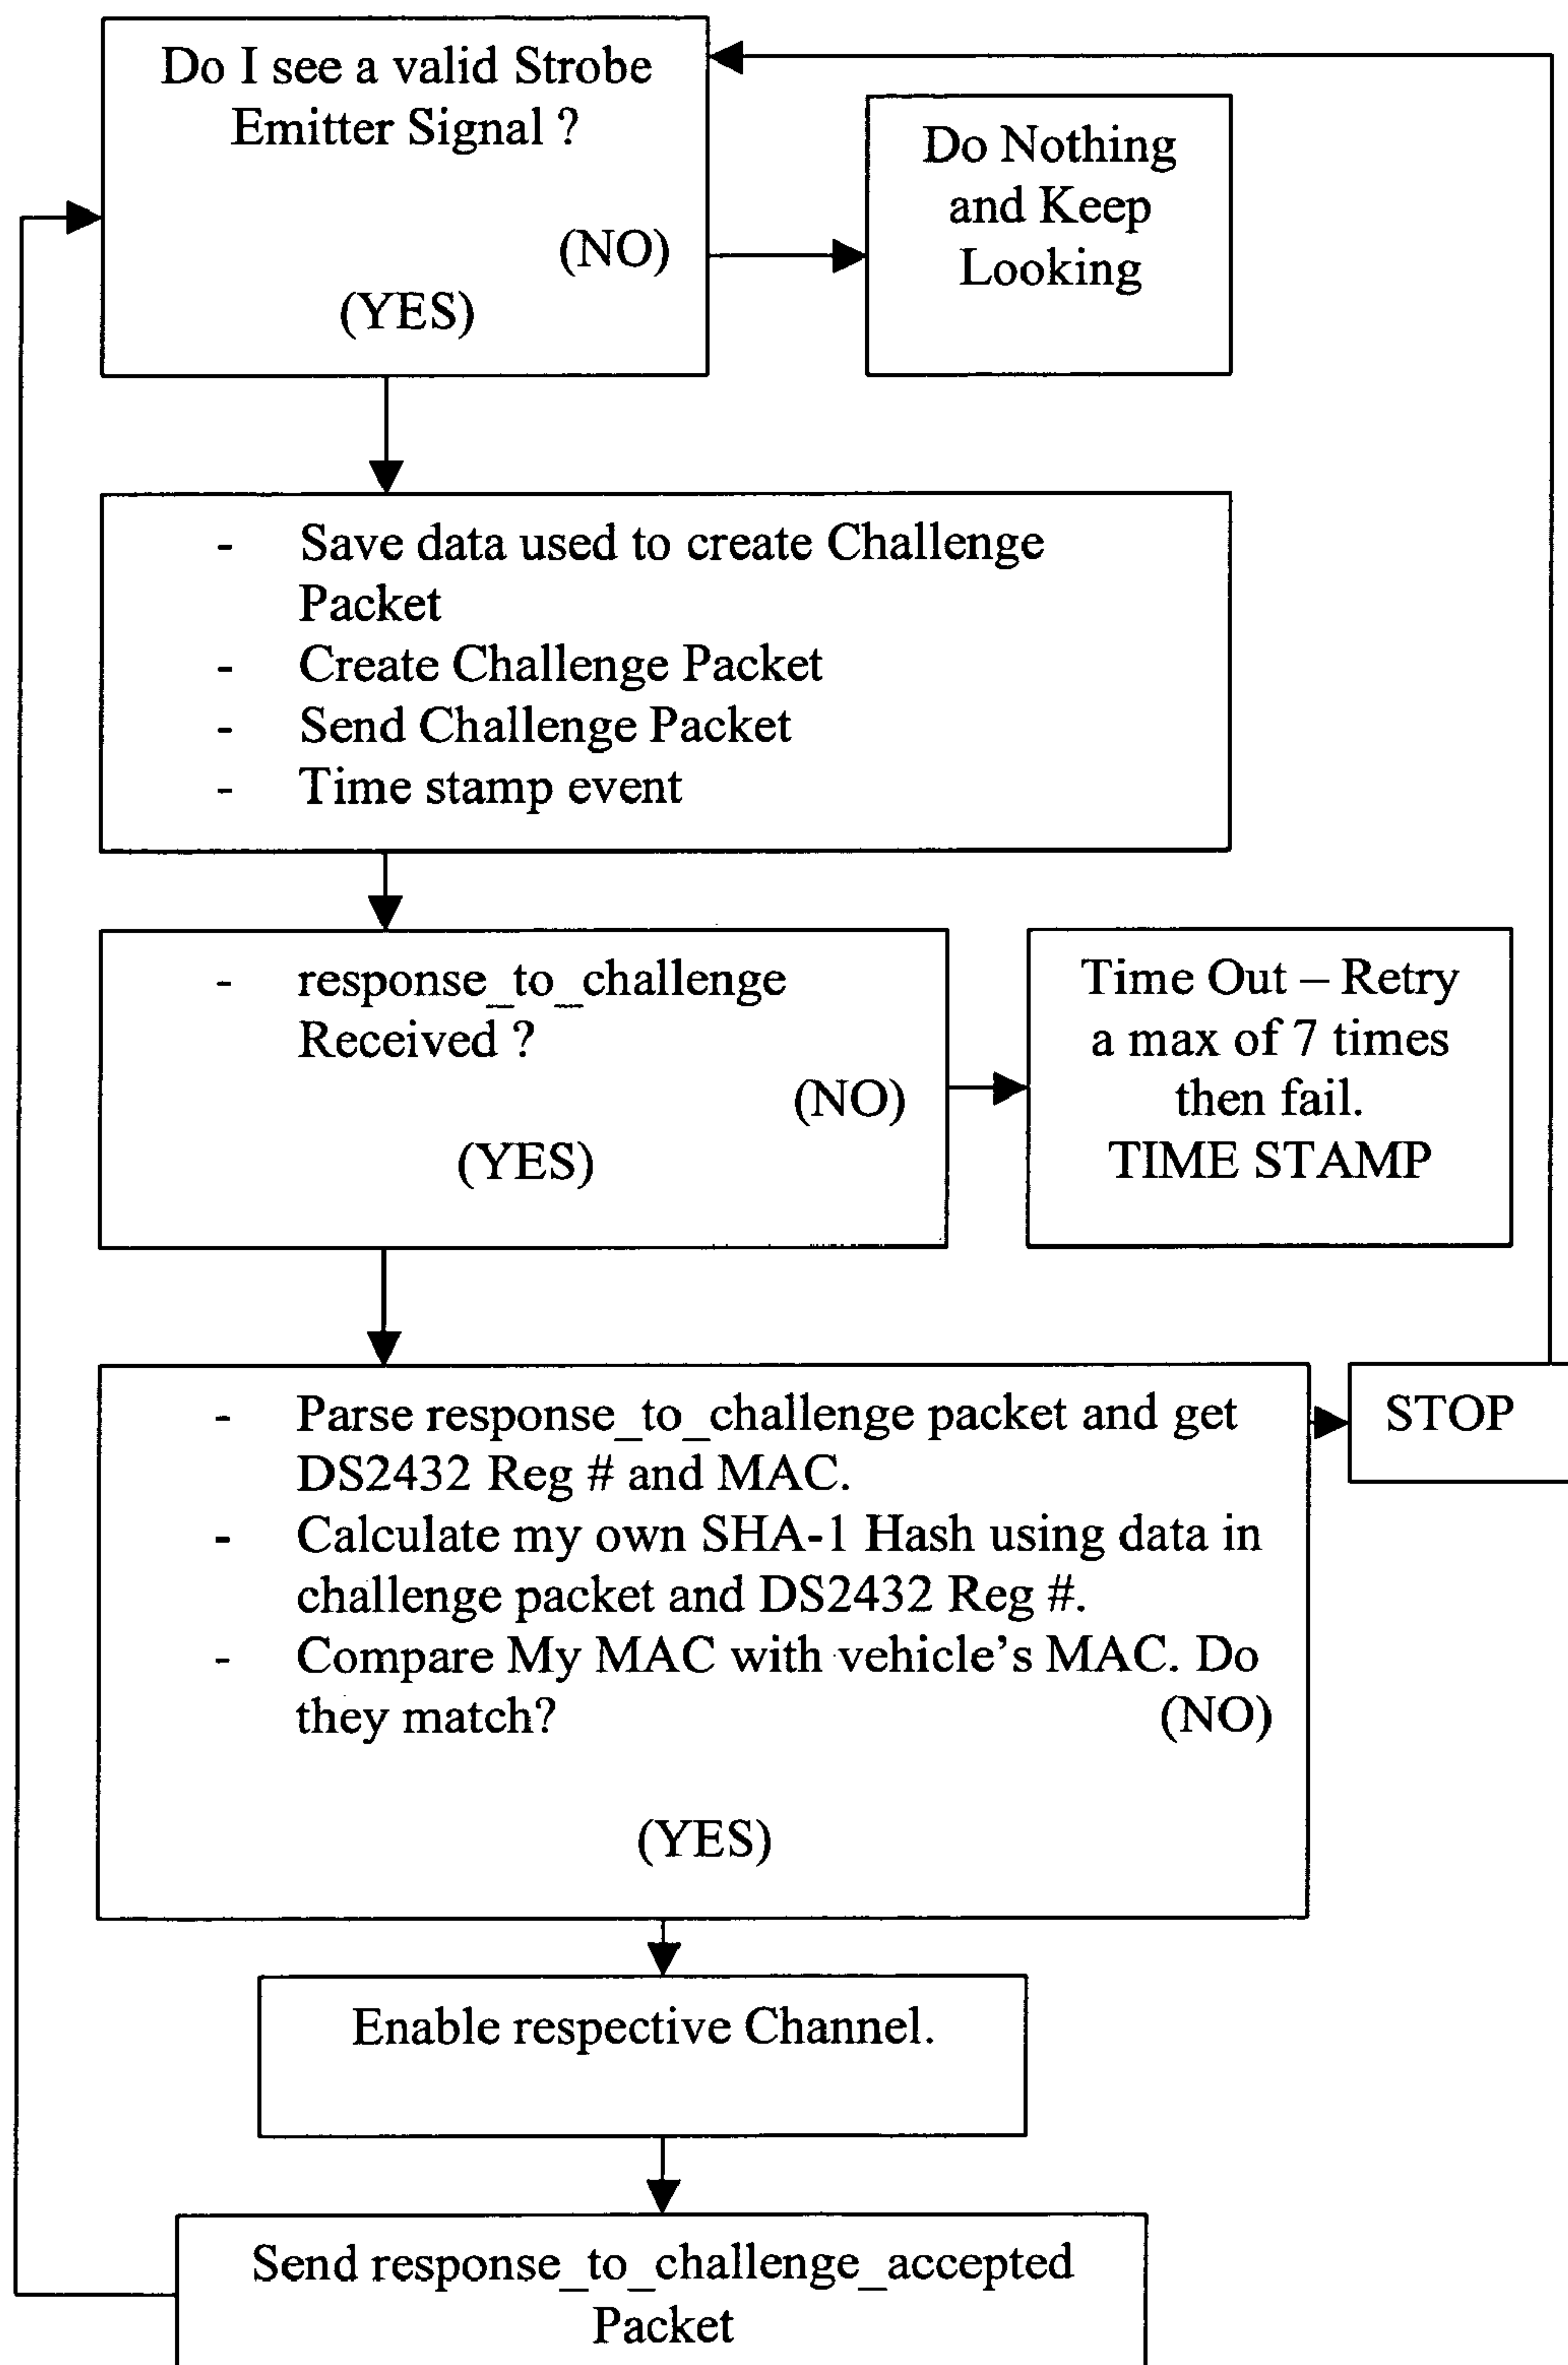 Do I see a valid Strobe
Emitter Signal ?
(NO)
(YES)
Do Nothing
and Keep
Looking
- Save data used to create Challenge
Packet
- Create Challenge Packet
- Send Challenge Packet
- Time stamp event
- response_to_challenge
Received ?
(NO)
(YES)
Time Out – Retry
a max of 7 times
then fail.
TIME STAMP
- Parse response_to_challenge packet and get
DS2432 Reg # and MAC.
- Calculate my own SHA-1 Hash using data in
challenge packet and DS2432 Reg #.
- Compare My MAC with vehicle's MAC. Do
they match? (NO)
(YES)
STOP
Enable respective Channel.
Send response_to_challenge_accepted
Packet